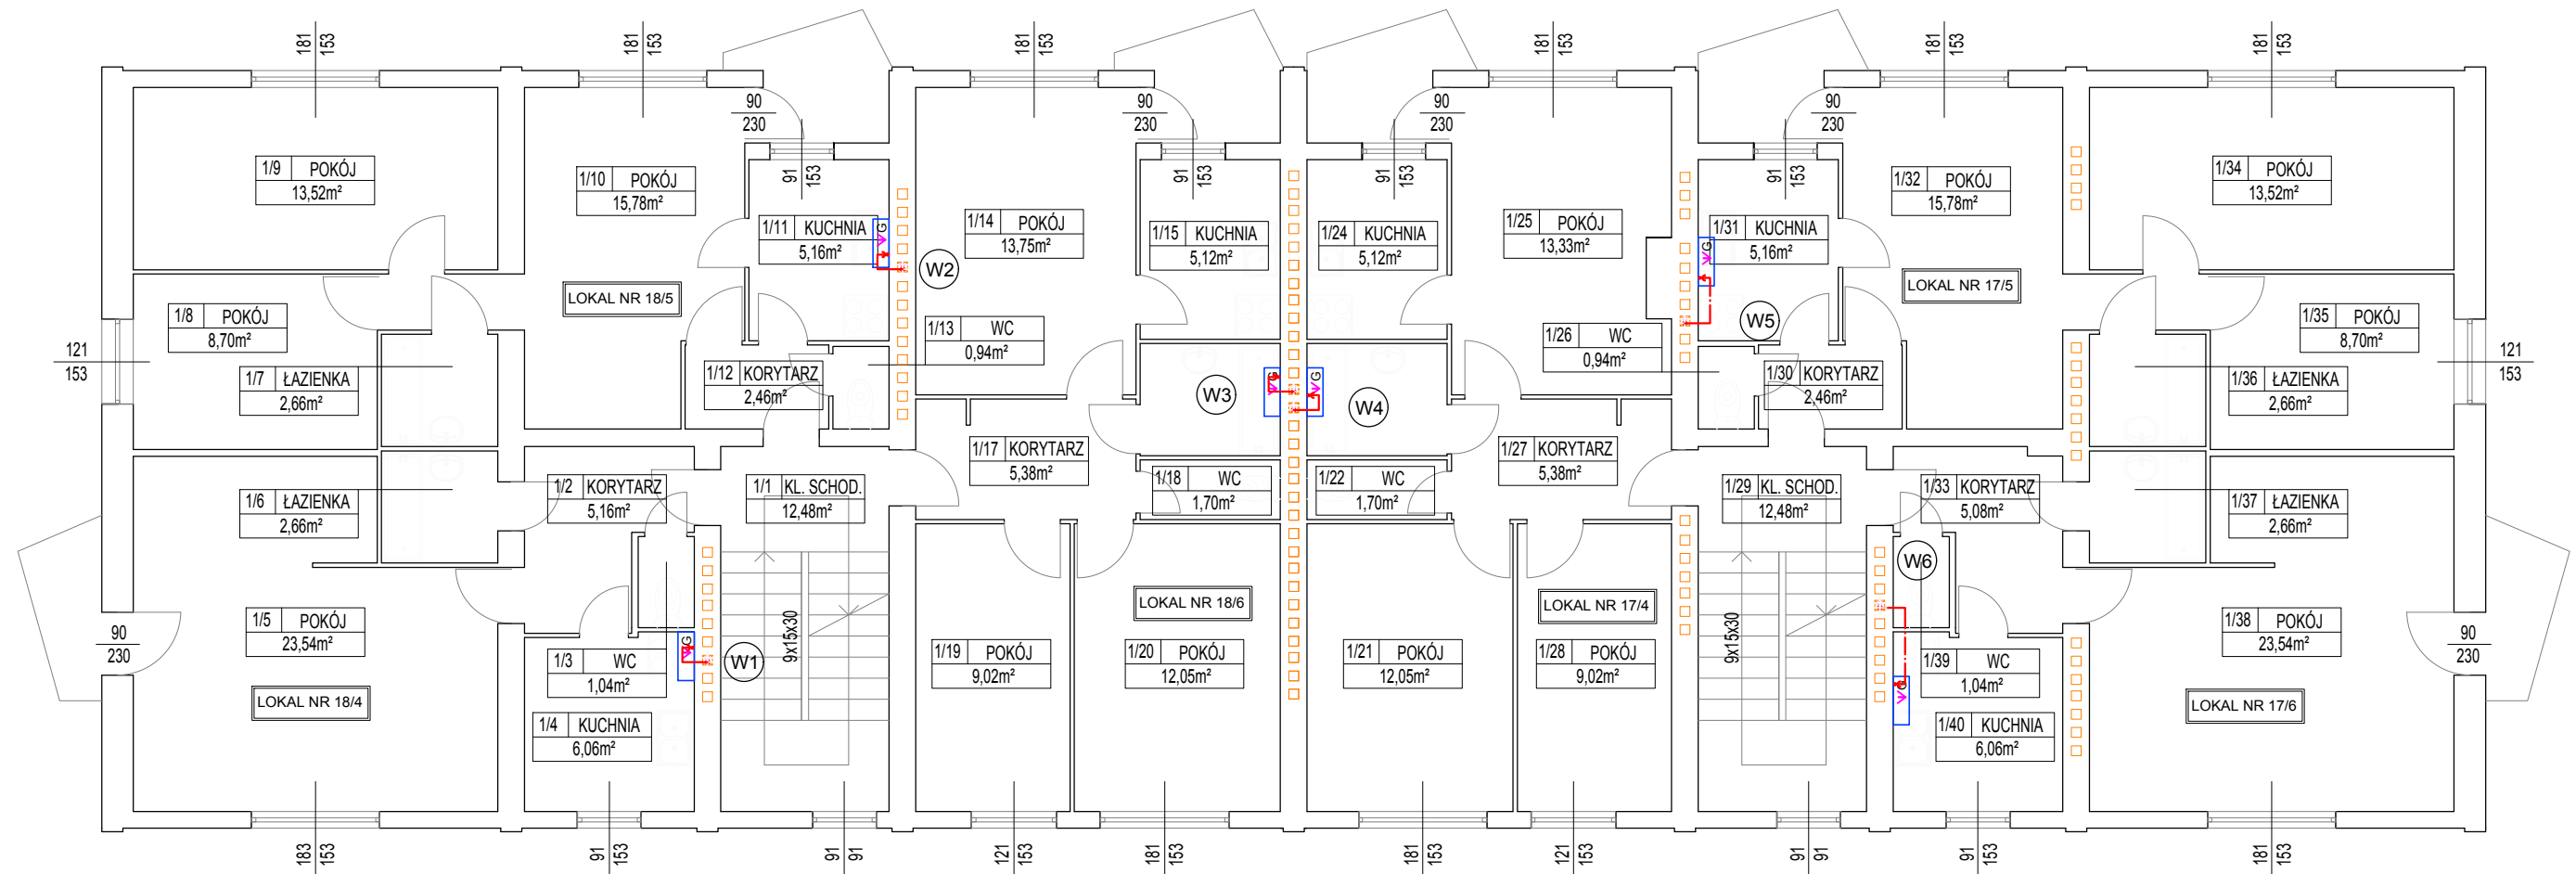 181 153
181 153
181 153
181 153
181 153
181 153
90
230
90
230
90
230
90
230
91 153
91 153
91 153
91 153
1/9 POKÓJ
13,52m²
1/10 POKÓJ
15,78m²
1/11 KUCHNIA
5,16m²
G
W2
1/14 POKÓJ
13,75m²
1/15 KUCHNIA
5,12m²
1/24 KUCHNIA
5,12m²
1/25 POKÓJ
13,33m²
1/31 KUCHNIA
5,16m²
G
W5
1/32 POKÓJ
15,78m²
1/34 POKÓJ
13,52m²
LOKAL NR 18/5
LOKAL NR 17/5
1/8 POKÓJ
8,70m²
1/13 WC
0,94m²
1/26 WC
0,94m²
1/35 POKÓJ
8,70m²
121
153
121
153
1/7 ŁAZIENKA
2,66m²
1/12 KORYTARZ
2,46m²
W3
G
G
W4
1/30 KORYTARZ
2,46m²
1/36 ŁAZIENKA
2,66m²
1/17 KORYTARZ
5,38m²
1/27 KORYTARZ
5,38m²
1/6 ŁAZIENKA
2,66m²
1/2 KORYTARZ
5,16m²
1/1 KL. SCHOD.
12,48m²
1/18 WC
1,70m²
1/22 WC
1,70m²
1/29 KL. SCHOD.
12,48m²
1/33 KORYTARZ
5,08m²
1/37 ŁAZIENKA
2,66m²
W6
LOKAL NR 18/6
LOKAL NR 17/4
1/5 POKÓJ
23,54m²
90
230
1/38 POKÓJ
23,54m²
90
230
9x15x30
9x15x30
G
W1
1/3 WC
1,04m²
1/19 POKÓJ
9,02m²
1/20 POKÓJ
12,05m²
1/21 POKÓJ
12,05m²
1/28 POKÓJ
9,02m²
1/39 WC
1,04m²
G
LOKAL NR 18/4
LOKAL NR 17/6
1/4 KUCHNIA
6,06m²
1/40 KUCHNIA
6,06m²
183 153
91 153
91 91
121 153
181 153
181 153
121 153
91 91
91 153
181 153